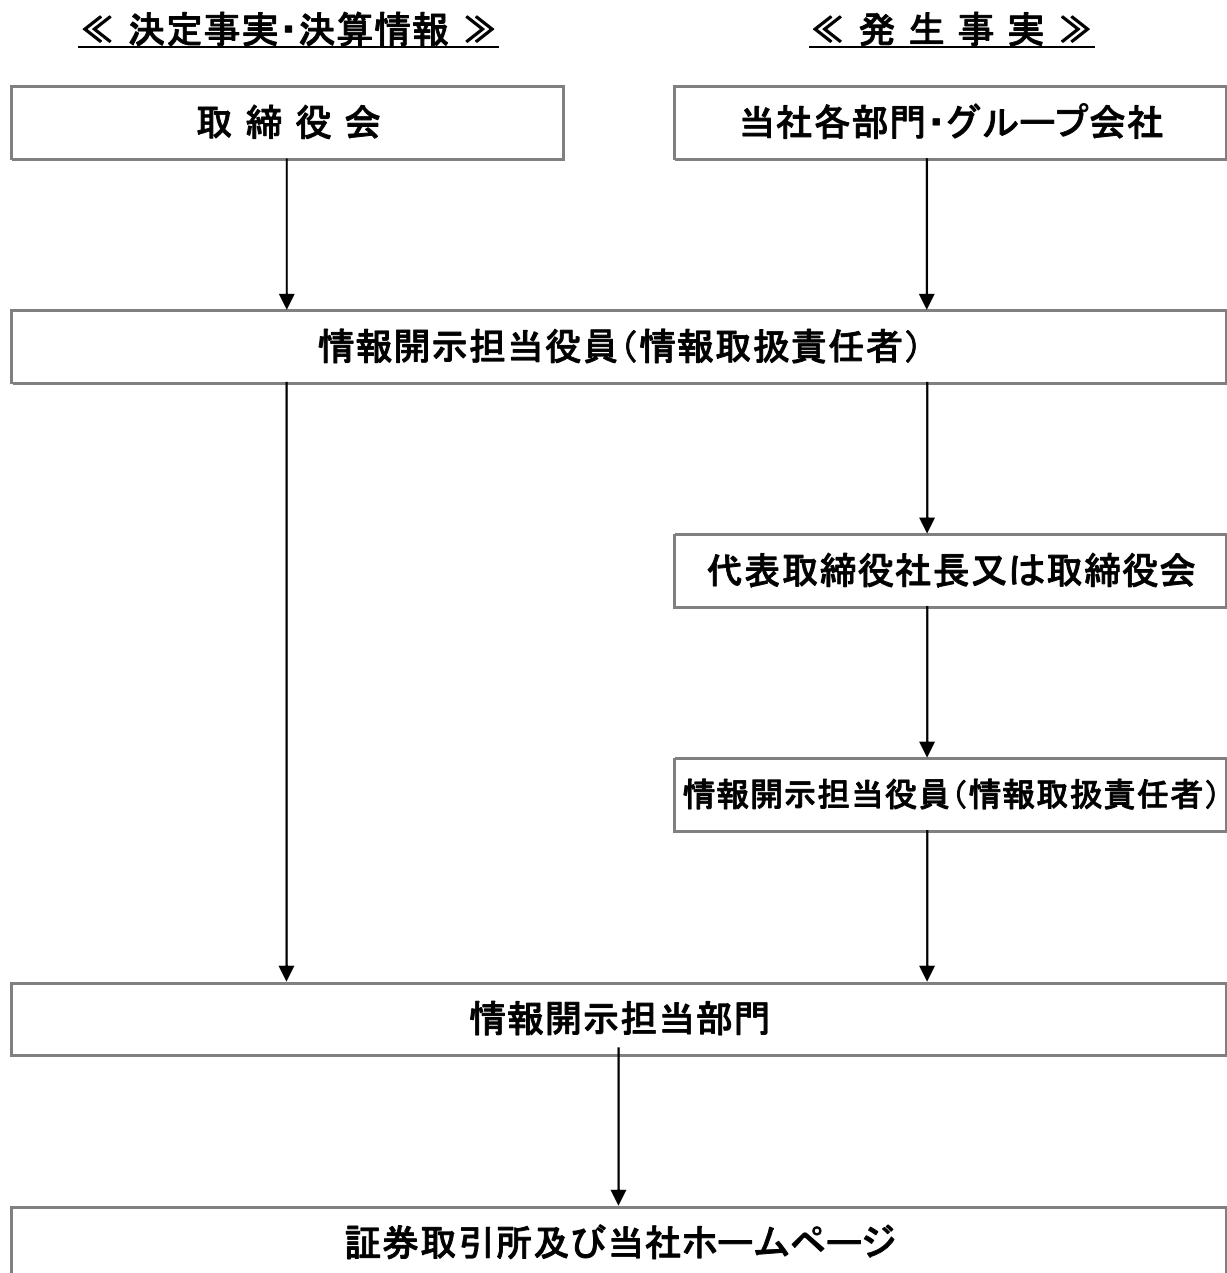 ≪ 決定事実・決算情報 ≫
≪ 発 生 事 実 ≫
取 締 役 会
当社各部門・グループ会社
情報開示担当役員（情報取扱責任者）
代表取締役社長又は取締役会
情報開示担当役員（情報取扱責任者）
情報開示担当部門
証券取引所及び当社ホームページ